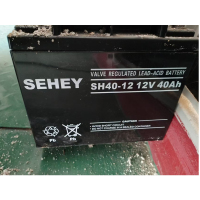 VALVE REGULATED LEAD-ACID BATTERY
SEHEY
SH40-12 12V 40Ah
Pb
Pb